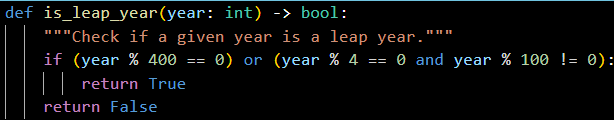 def is_leap_year(year: int) -> bool:
    """Check if a given year is a leap year."""
    if (year % 400 == 0) or (year % 4 == 0 and year % 100 != 0):
        return True
    return False